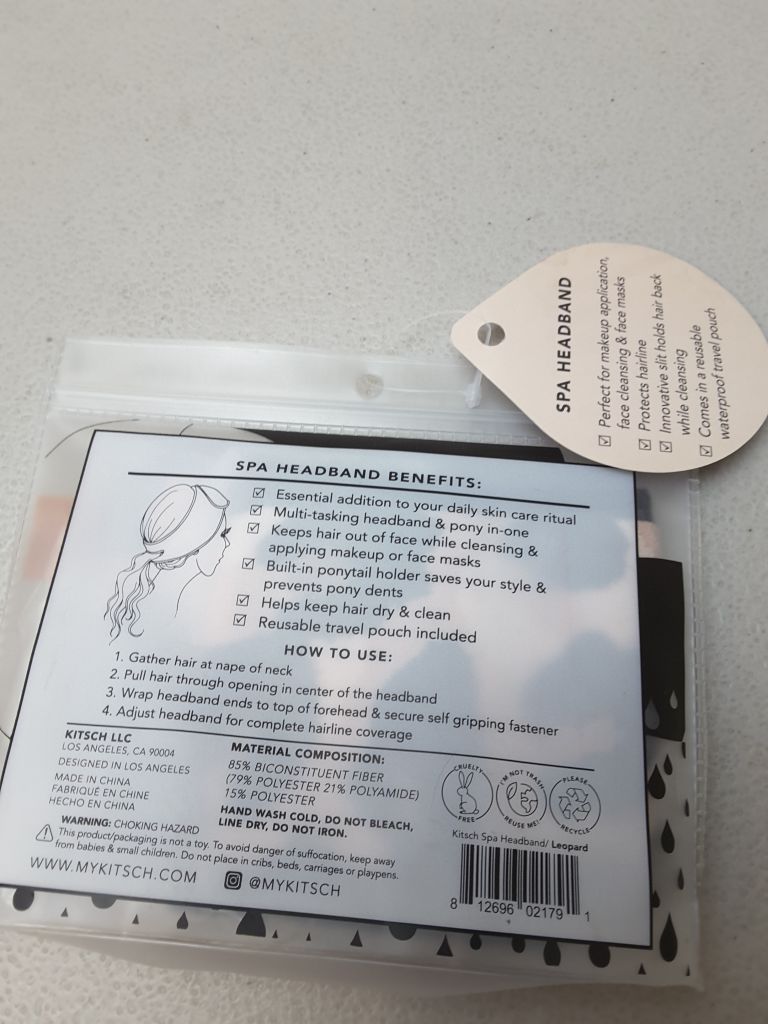 SPA HEADBAND
☑ Perfect for makeup application,
face cleansing & face masks
☑ Protects hairline
☑ Innovative slit holds hair back
while cleansing
☑ Comes in a reusable
waterproof travel pouch
SPA HEADBAND BENEFITS:
☑ Essential addition to your daily skin care ritual
☑ Multi-tasking headband & pony in-one
☑ Keeps hair out of face while cleansing &
applying makeup or face masks
☑ Built-in ponytail holder saves your style &
prevents pony dents
☑ Helps keep hair dry & clean
☑ Reusable travel pouch included
HOW TO USE:
1. Gather hair at nape of neck
2. Pull hair through opening in center of the headband
3. Wrap headband ends to top of forehead & secure self gripping fastener
4. Adjust headband for complete hairline coverage
KITSCH LLC
LOS ANGELES, CA 90004
DESIGNED IN LOS ANGELES
MADE IN CHINA
FABRIQUÉ EN CHINE
HECHO EN CHINA
MATERIAL COMPOSITION:
85% BICONSTITUENT FIBER
(79% POLYESTER 21% POLYAMIDE)
15% POLYESTER
HAND WASH COLD, DO NOT BLEACH,
LINE DRY, DO NOT IRON.
CRUELTY
FREE
I'M NOT TRASH
REUSE ME!
PLEASE
RECYCLE
WARNING: CHOKING HAZARD
This product/packaging is not a toy. To avoid danger of suffocation, keep away
from babies & small children. Do not place in cribs, beds, carriages or playpens.
WWW.MYKITSCH.COM @MYKITSCH
Kitsch Spa Headband/ Leopard
8 12696 02179 1